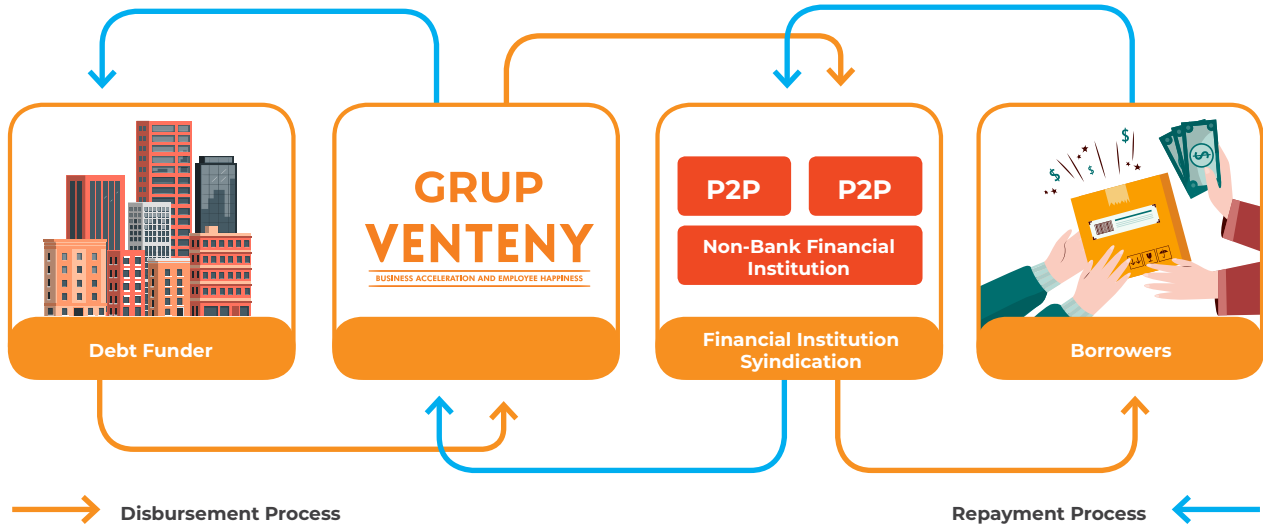 GRUP
VENTENY
BUSINESS ACCELERATION AND EMPLOYEE HAPPINESS
P2P
P2P
Non-Bank Financial
Institution
$
$
$
$
Debt Funder
Financial Institution
Syindication
Borrowers
Disbursement Process
Repayment Process